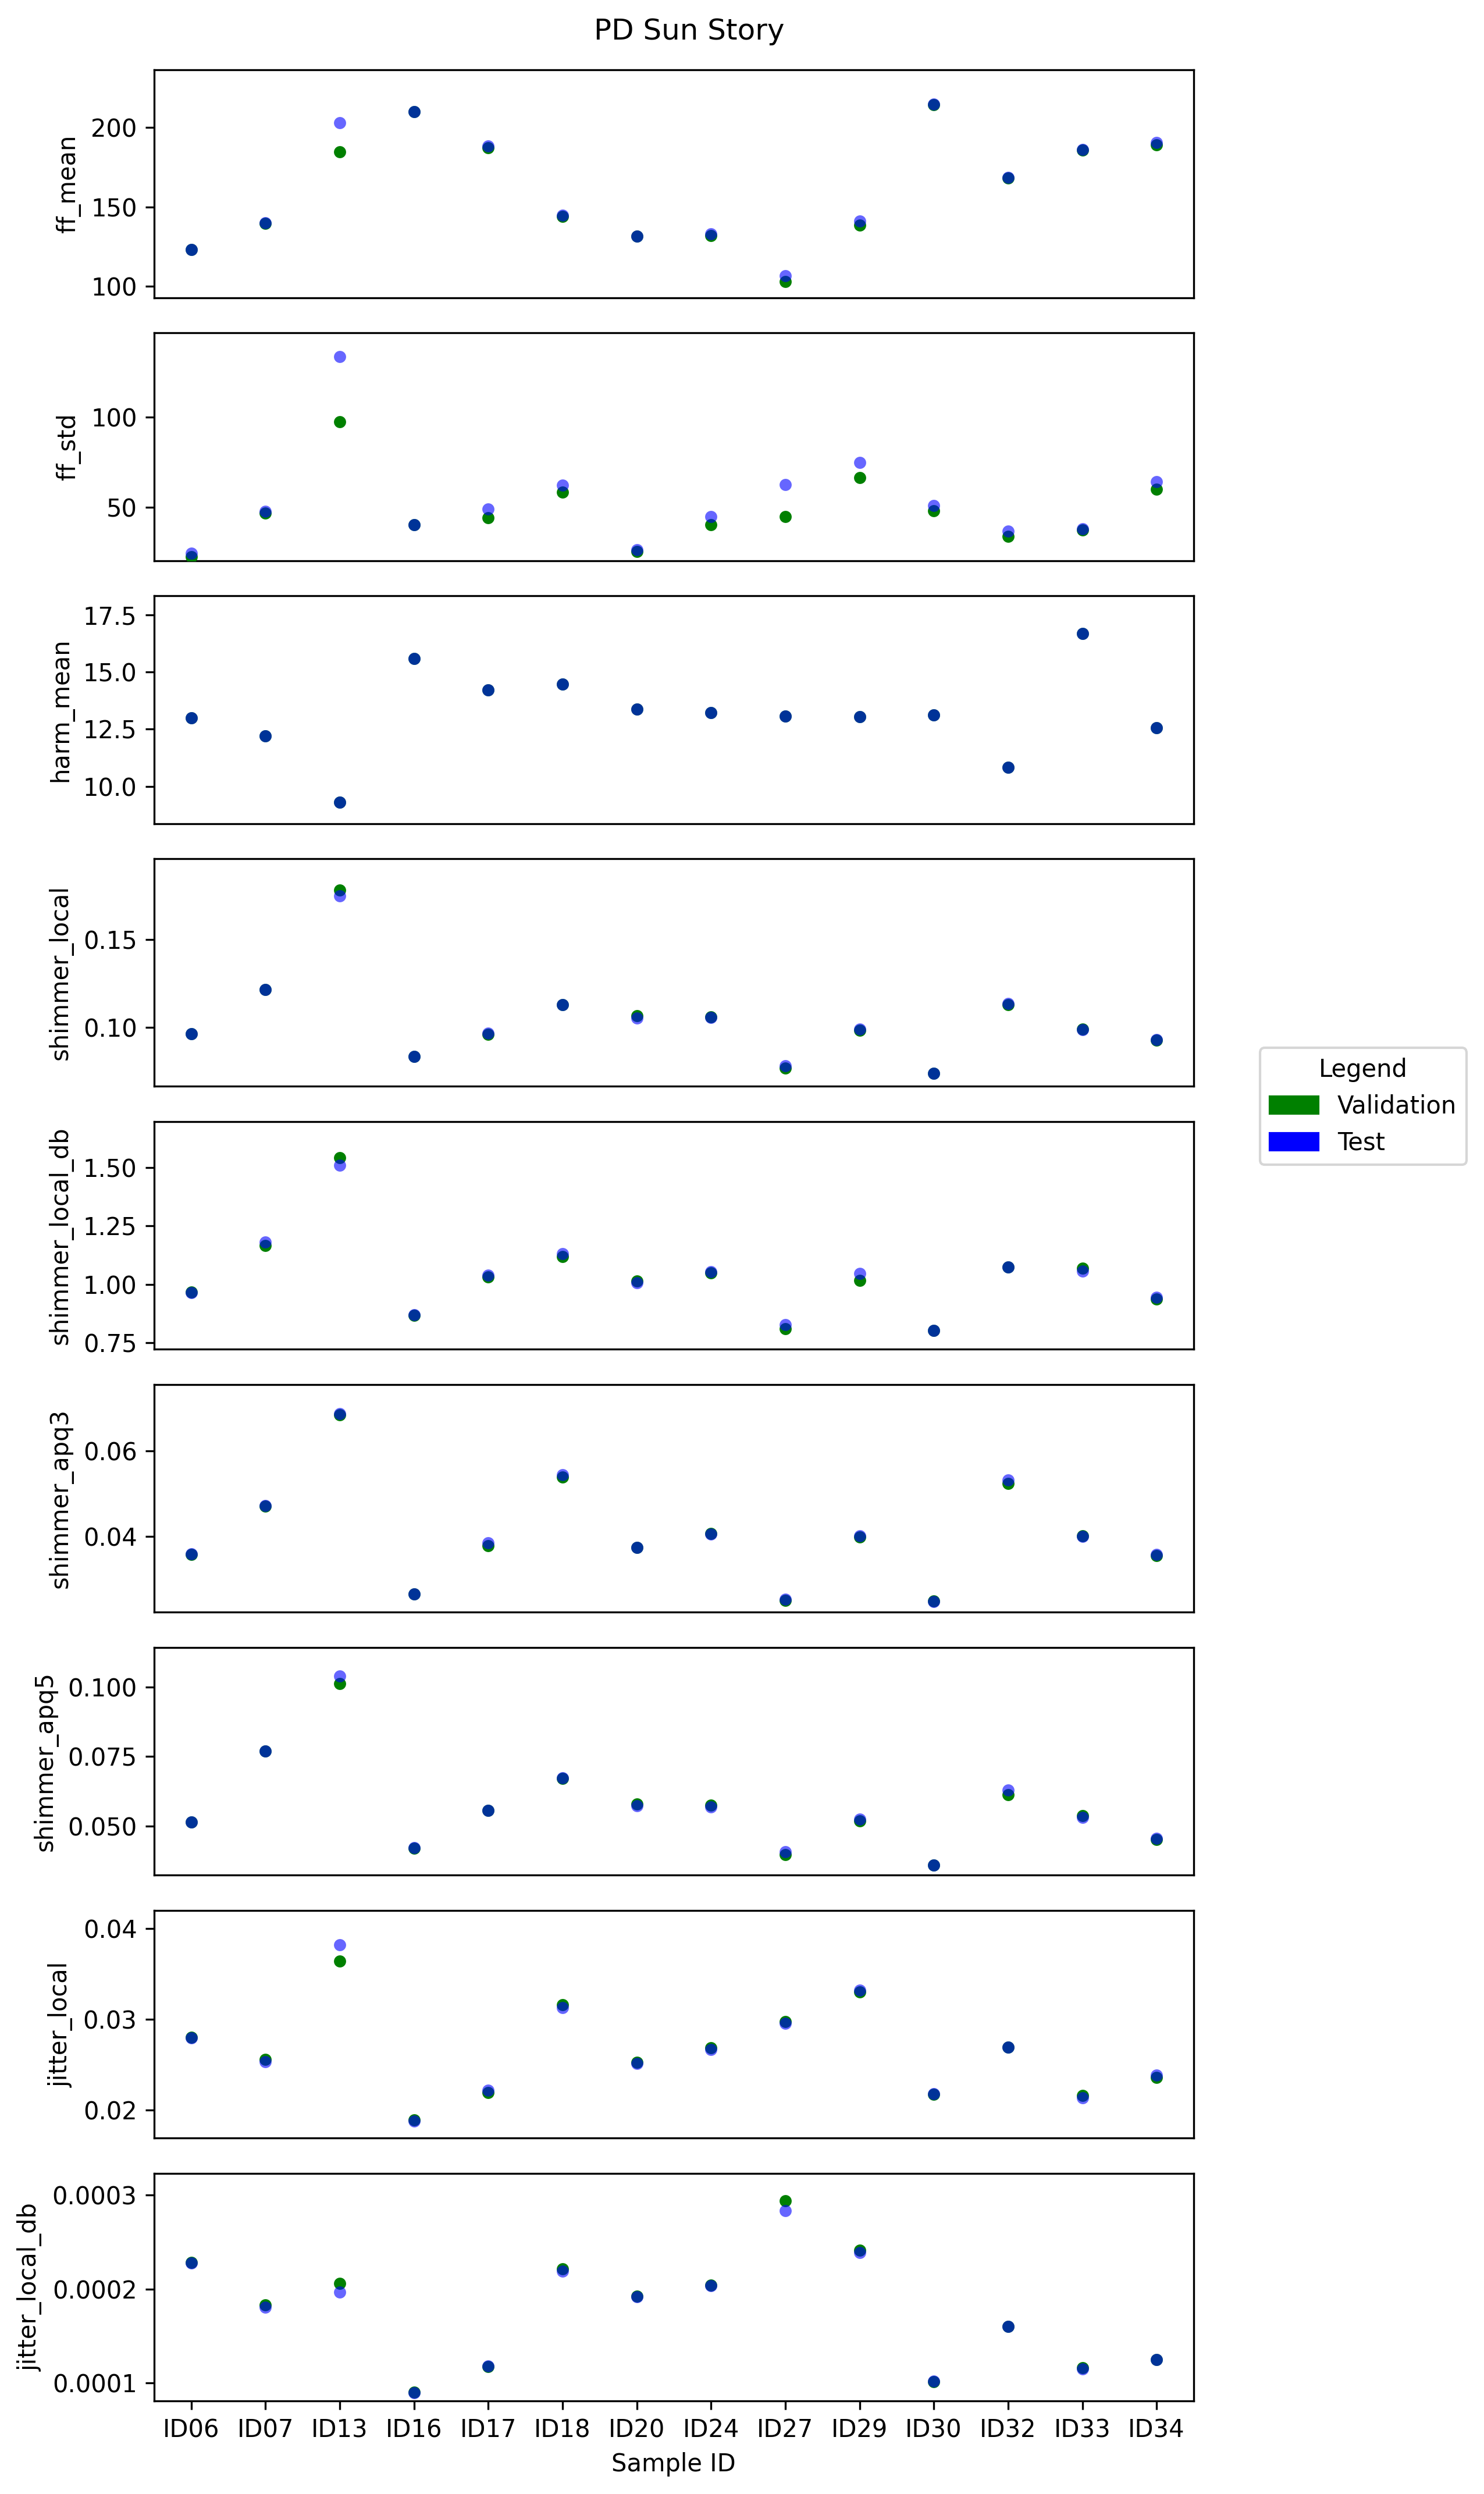 PD Sun Story
200
150
100
ff_mean
100
50
ff_std
17.5
15.0
12.5
10.0
harm_mean
0.15
0.10
shimmer_local
1.50
1.25
1.00
0.75
shimmer_local_db
0.06
0.04
shimmer_apq3
0.100
0.075
0.050
shimmer_apq5
0.04
0.03
0.02
jitter_local
0.0003
0.0002
0.0001
jitter_local_db
ID06 ID07 ID13 ID16 ID17 ID18 ID20 ID24 ID27 ID29 ID30 ID32 ID33 ID34
Sample ID
Legend
Validation
Test